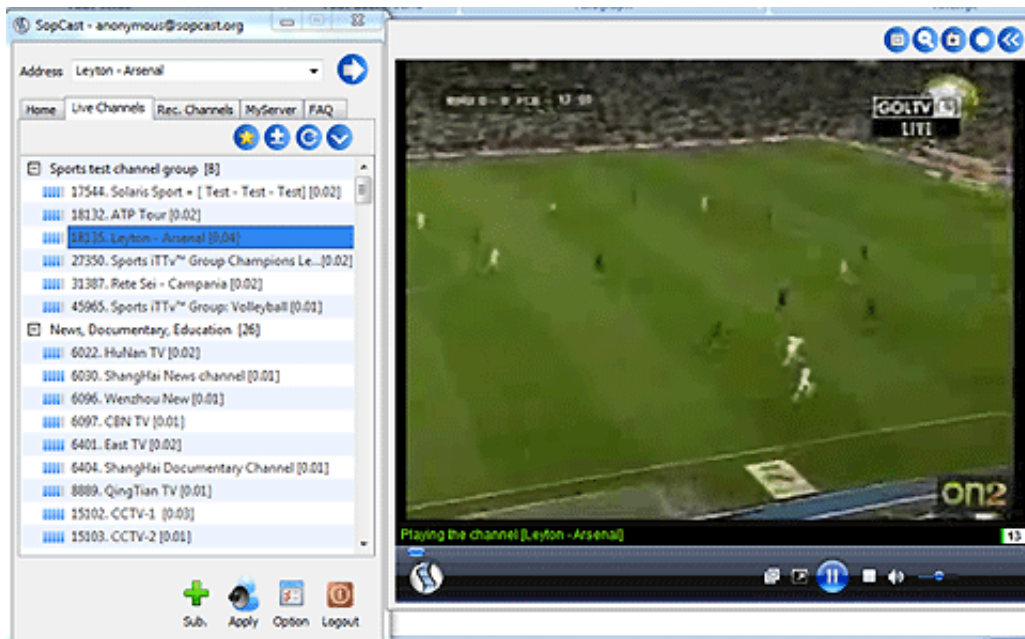 SopCast - anonymous@sopcast.org
Address Leyton - Arsenal
Home Live Channels Rec. Channels MyServer FAQ
Sports test channel group [8]
17544. Solaris Sport + [ Test - Test - Test] [0.02]
18132. ATP Tour [0.02]
18135. Leyton - Arsenal [0.04]
27350. Sports iTTv™ Group Champions Le...[0.02]
31387. Rete Sei - Campania [0.02]
45965. Sports iTTv™ Group: Volleyball [0.01]
News, Documentary, Education [26]
6022. HuNan TV [0.02]
6030. ShangHai News channel [0.01]
6096. Wenzhou New [0.01]
6097. CBN TV [0.01]
6401. East TV [0.02]
6404. ShangHai Documentary Channel [0.01]
8889. QingTian TV [0.01]
15102. CCTV-1 [0.03]
15103. CCTV-2 [0.01]
Sub. Apply Option Logout
GOLTV
LIVE
on2
Playing the channel [Leyton - Arsenal]
13